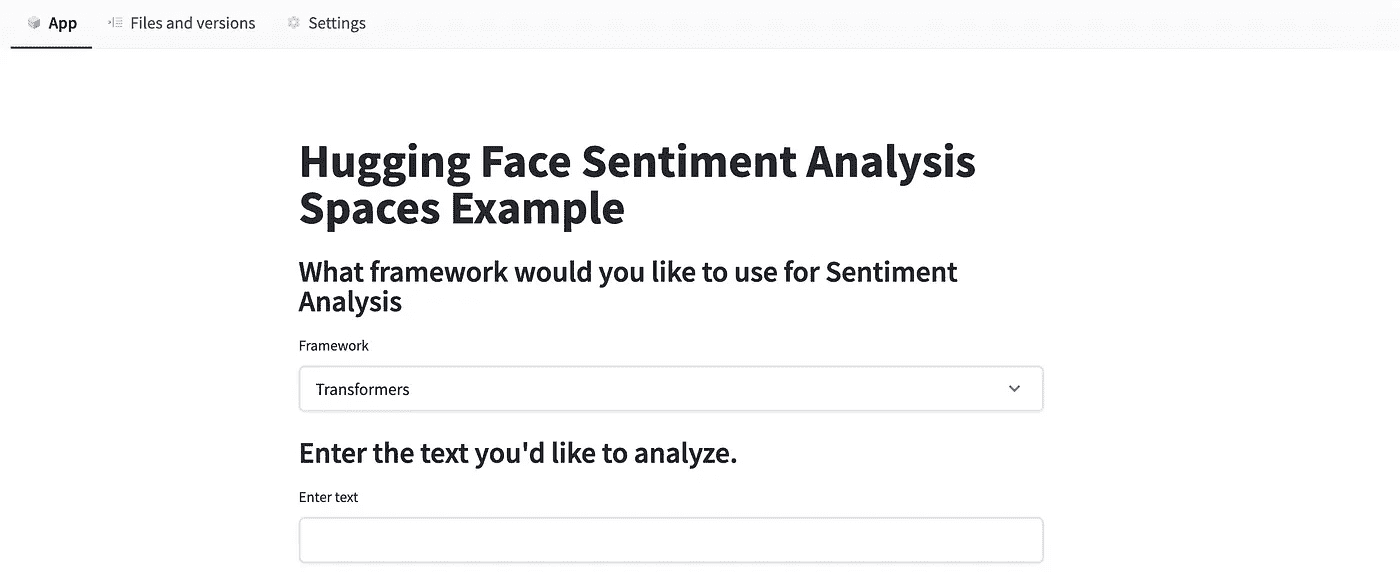 App Files and versions Settings
Hugging Face Sentiment Analysis
Spaces Example
What framework would you like to use for Sentiment
Analysis
Framework
Transformers
Enter the text you'd like to analyze.
Enter text